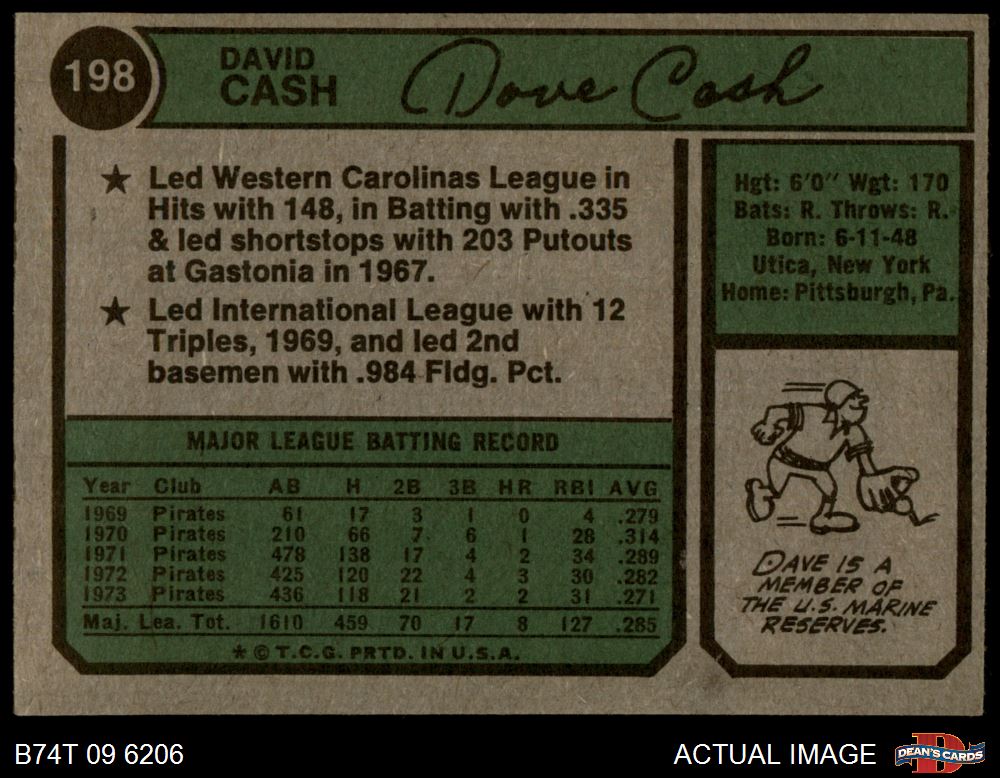 198
DAVID
CASH
Dave Cash
★ Led Western Carolinas League in
Hits with 148, in Batting with .335
& led shortstops with 203 Putouts
at Gastonia in 1967.
★ Led International League with 12
Triples, 1969, and led 2nd
basemen with .984 Fldg. Pct.
MAJOR LEAGUE BATTING RECORD
Year Club AB H 2B 3B HR RBI AVG
1969 Pirates 61 17 3 1 0 4 .279
1970 Pirates 210 66 7 6 1 28 .314
1971 Pirates 478 138 17 4 2 34 .289
1972 Pirates 425 120 22 4 3 30 .282
1973 Pirates 436 118 21 2 2 31 .271
Maj. Lea. Tot. 1610 459 70 17 8 127 .285
* © T.C.G. PRTD. IN U.S.A.
Hgt: 6'0" Wgt: 170
Bats: R. Throws: R.
Born: 6-11-48
Utica, New York
Home: Pittsburgh, Pa.
DAVE IS A
MEMBER OF
THE U.S. MARINE
RESERVES.
B74T 09 6206
ACTUAL IMAGE
DEAN'S CARDS